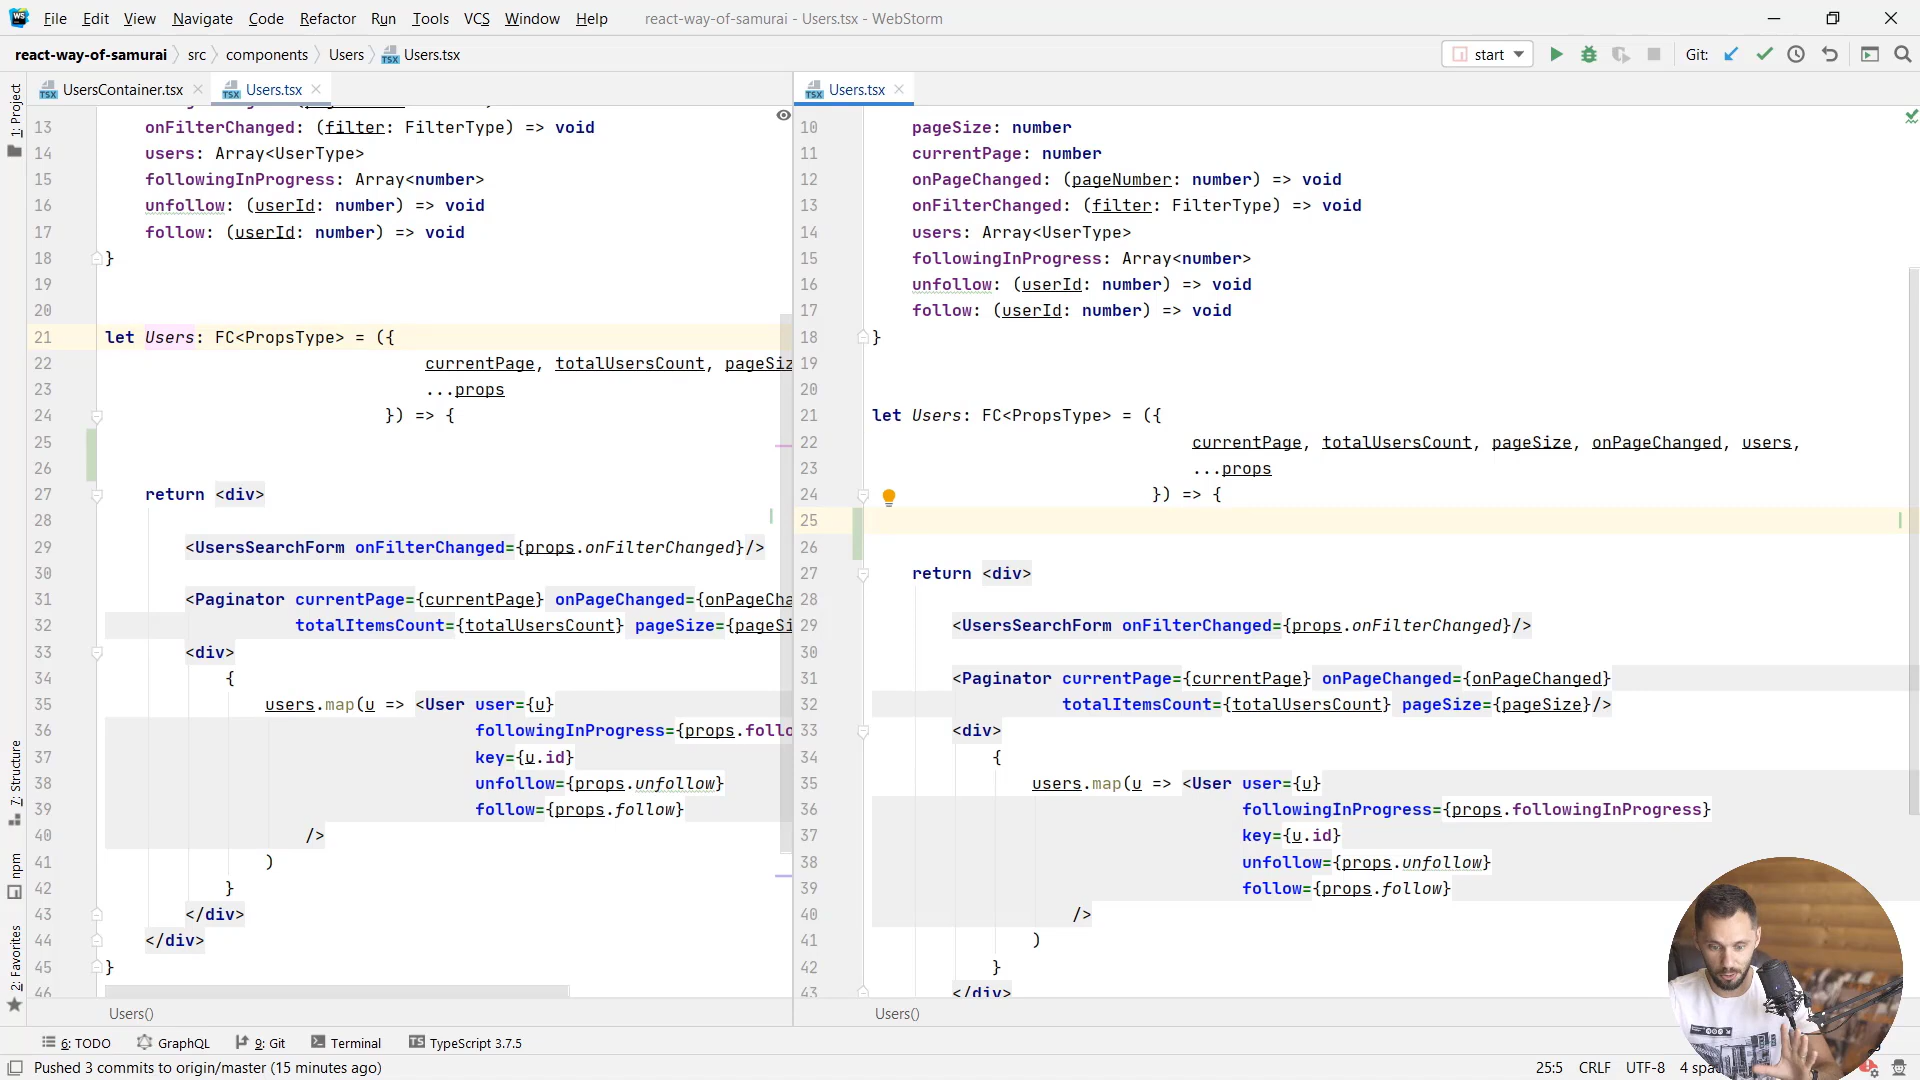 File Edit View Navigate Code Refactor Run Tools VCS Window Help react-way-of-samurai - Users.tsx - WebStorm
react-way-of-samurai src components Users Users.tsx start Git:
UsersContainer.tsx Users.tsx
13 onFilterChanged: (filter: FilterType) => void
14 users: Array<UserType>
15 followingInProgress: Array<number>
16 unfollow: (userId: number) => void
17 follow: (userId: number) => void
18 }
19
20
21 let Users: FC<PropsType> = ({
22 currentPage, totalUsersCount, pageSiz
23 ...props
24 }) => {
25
26
27 return <div>
28
29 <UsersSearchForm onFilterChanged={props.onFilterChanged}/>
30
31 <Paginator currentPage={currentPage} onPageChanged={onPageCha
32 totalItemsCount={totalUsersCount} pageSize={pageSi
33 <div>
34 {
35 users.map(u => <User user={u}
36 followingInProgress={props.follo
37 key={u.id}
38 unfollow={props.unfollow}
39 follow={props.follow}
40 />
41 )
42 }
43 </div>
44 </div>
45 }
46
Users()
Users.tsx
10 pageSize: number
11 currentPage: number
12 onPageChanged: (pageNumber: number) => void
13 onFilterChanged: (filter: FilterType) => void
14 users: Array<UserType>
15 followingInProgress: Array<number>
16 unfollow: (userId: number) => void
17 follow: (userId: number) => void
18 }
19
20
21 let Users: FC<PropsType> = ({
22 currentPage, totalUsersCount, pageSize, onPageChanged, users,
23 ...props
24 }) => {
25
26
27 return <div>
28
29 <UsersSearchForm onFilterChanged={props.onFilterChanged}/>
30
31 <Paginator currentPage={currentPage} onPageChanged={onPageChanged}
32 totalItemsCount={totalUsersCount} pageSize={pageSize}/>
33 <div>
34 {
35 users.map(u => <User user={u}
36 followingInProgress={props.followingInProgress}
37 key={u.id}
38 unfollow={props.unfollow}
39 follow={props.follow}
40 />
41 )
42 }
43 </div>
Users()
1: Project
7: Structure
npm
2: Favorites
6: TODO GraphQL 9: Git Terminal TypeScript 3.7.5
Pushed 3 commits to origin/master (15 minutes ago) 25:5 CRLF UTF-8 4